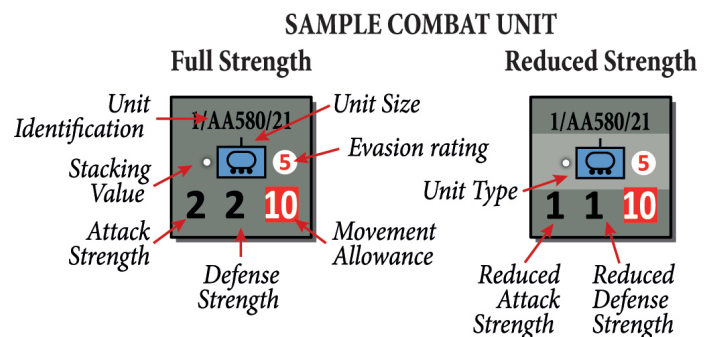 SAMPLE COMBAT UNIT
Full Strength
Unit
Identification
1/AA580/21
Unit Size
5
Evasion rating
Stacking
Value
2 2 10
Attack
Strength
Defense
Strength
Movement
Allowance
Reduced Strength
1/AA580/21
5
Unit Type
1 1 10
Reduced
Attack
Strength
Reduced
Defense
Strength